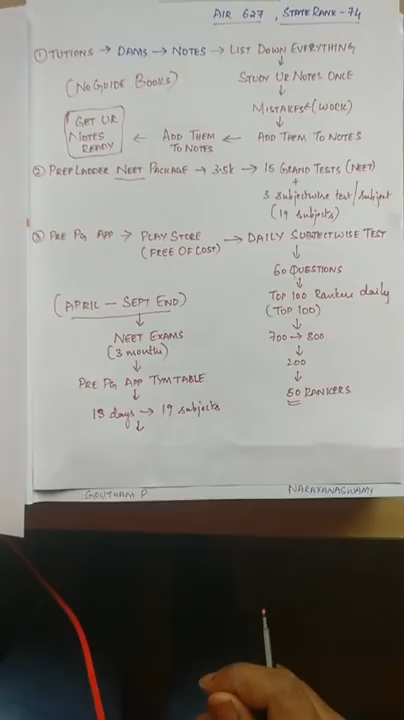 AIR 627, STATE RANK - 74
① TUTIONS → DAMS → NOTES → LIST DOWN EVERYTHING
↓
(NO GUIDE BOOKS)
STUDY UR NOTES ONCE
↓
MISTAKES ← (WORK)
↓
GET UR NOTES READY ← ADD THEM TO NOTES ← ADD THEM TO NOTES
② PREPLADDER NEET PACKAGE → 3.5k → 15 GRAND TESTS (NEET)
+
3 subjectwise test/subject
(19 subjects)
③ PRE PG APP → PLAY STORE → DAILY SUBJECTWISE TEST
(FREE OF COST)
↓
60 QUESTIONS
↓
TOP 100 Rankers daily
(TOP 100)
↓
700 → 800
↓
200
↓
50 RANKERS
(APRIL - SEPT END)
↓
NEET EXAMS
(3 months)
↓
PRE PG APP TYM TABLE
↓
18 days → 19 subjects
↓
GOUTHAM P
NARAYANASWAMY